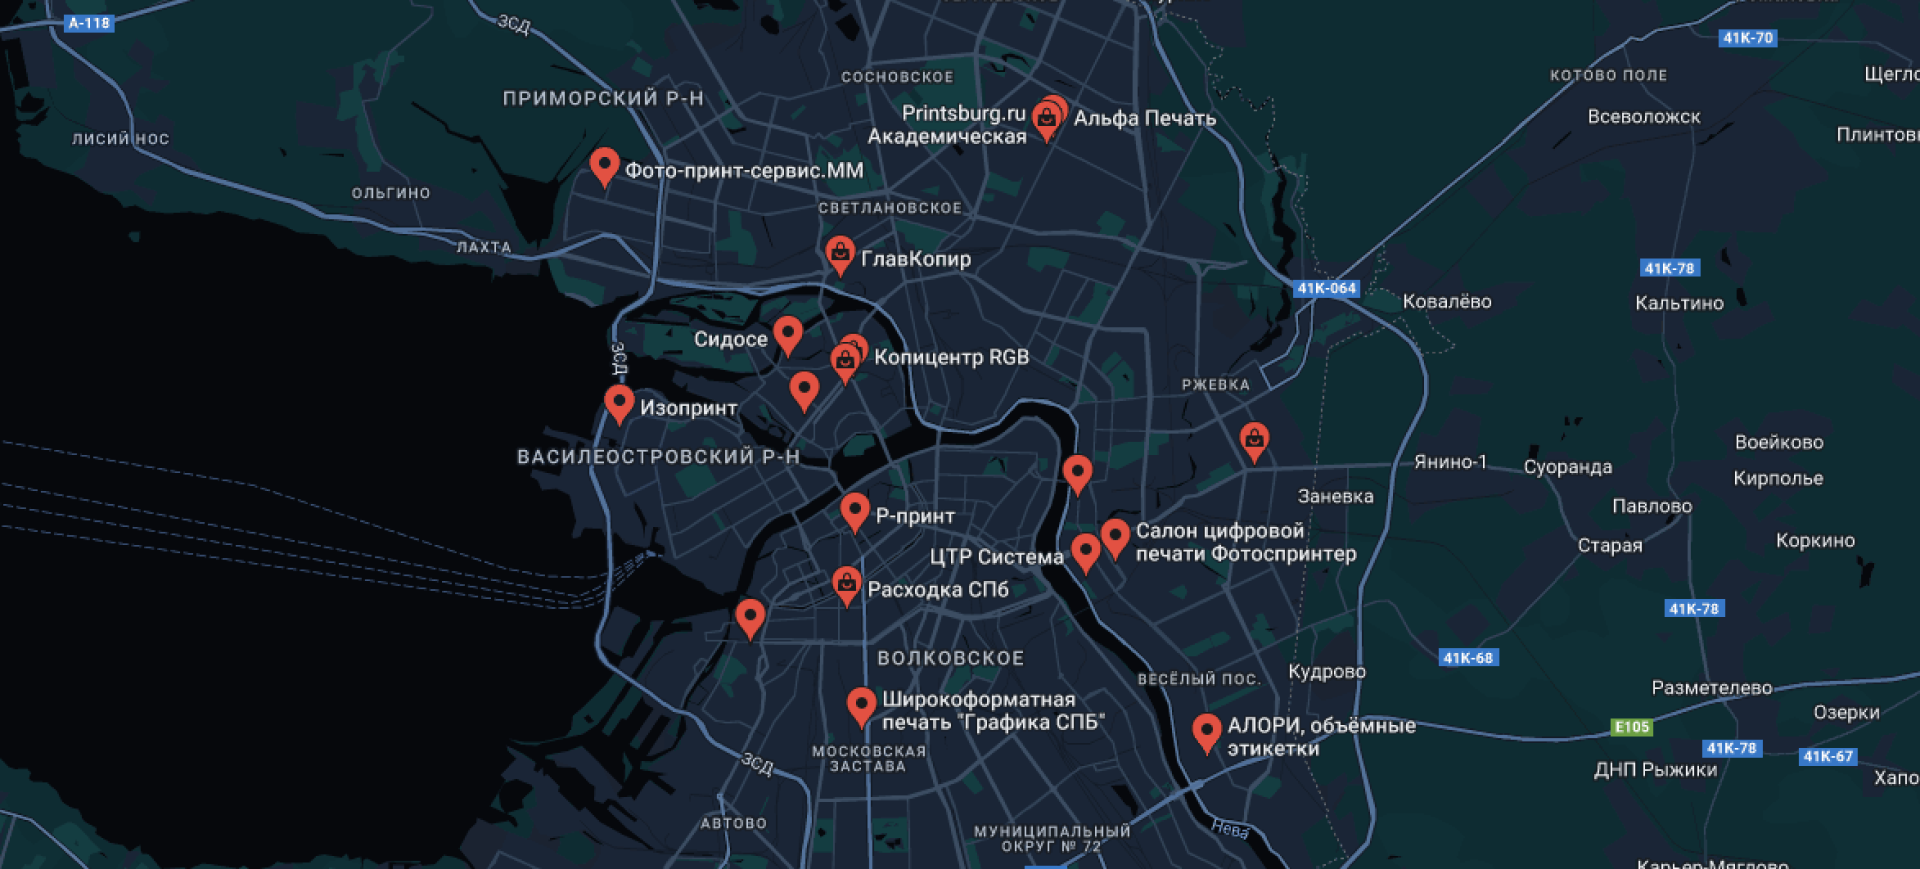 А-118
ЗСД
41К-70
СОСНОВСКОЕ
КОТОВО ПОЛЕ
Щегло
ПРИМОРСКИЙ Р-Н
Printsburg.ru
Академическая
Альфа Печать
Всеволожск
ЛИСИЙ НОС
Плинтов
Фото-принт-сервис.ММ
ОЛЬГИНО
СВЕТЛАНОВСКОЕ
ЛАХТА
ГлавКопир
41К-78
41К-064
Ковалёво
Кальтино
Сидосе
ЗСД
Копицентр RGB
РЖЕВКА
Изопринт
Воейково
ВАСИЛЕОСТРОВСКИЙ Р-Н
Янино-1
Суоранда
Кирполье
Заневка
Павлово
Р-принт
Салон цифровой
печати Фотоспринтер
Старая
Коркино
ЦТР Система
Расходка СПб
41К-78
ВОЛКОВСКОЕ
41К-68
ВЕСЁЛЫЙ ПОС.
Кудрово
Разметелево
Широкоформатная
печать "Графика СПБ"
Озерки
АЛОРИ, объёмные
этикетки
Е105
41К-78
41К-67
МОСКОВСКАЯ
ЗАСТАВА
ЗСД
ДНП Рыжики
Хапо
АВТОВО
МУНИЦИПАЛЬНЫЙ
ОКРУГ № 72
Нева
Карьер-Мяглово